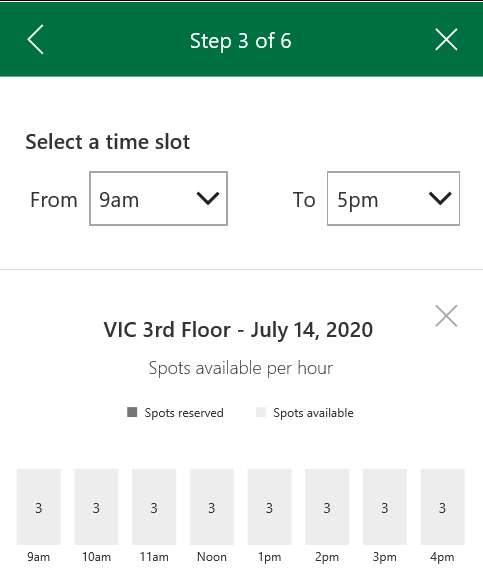 Step 3 of 6
Select a time slot
From 9am To 5pm
VIC 3rd Floor - July 14, 2020
Spots available per hour
Spots reserved Spots available
3 3 3 3 3 3 3 3
9am 10am 11am Noon 1pm 2pm 3pm 4pm